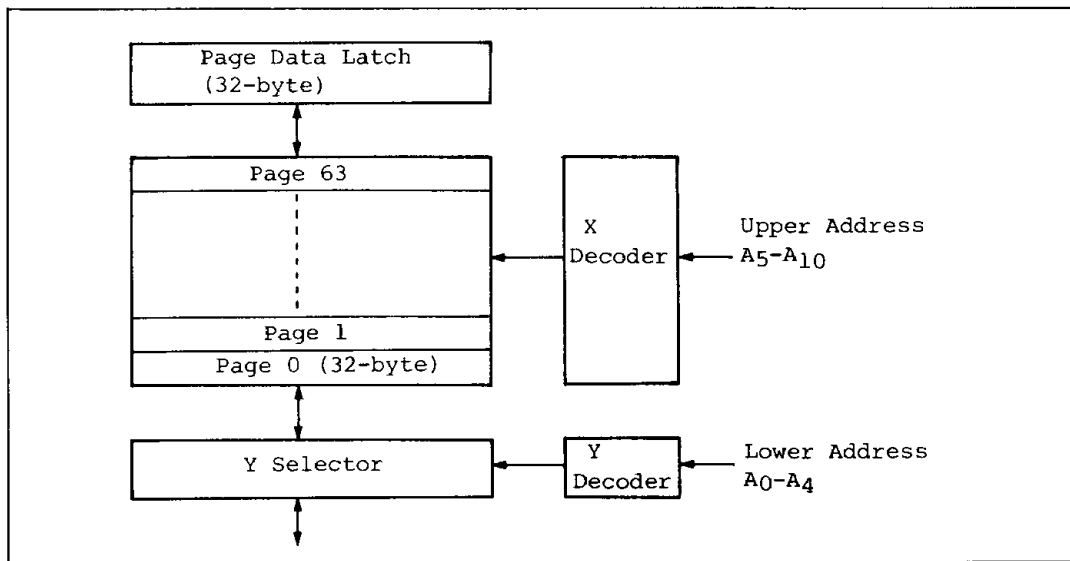 Page Data Latch
(32-byte)
Page 63
X
Decoder
Upper Address
A5-A10
Page 1
Page 0 (32-byte)
Y Selector
Y
Decoder
Lower Address
A0-A4